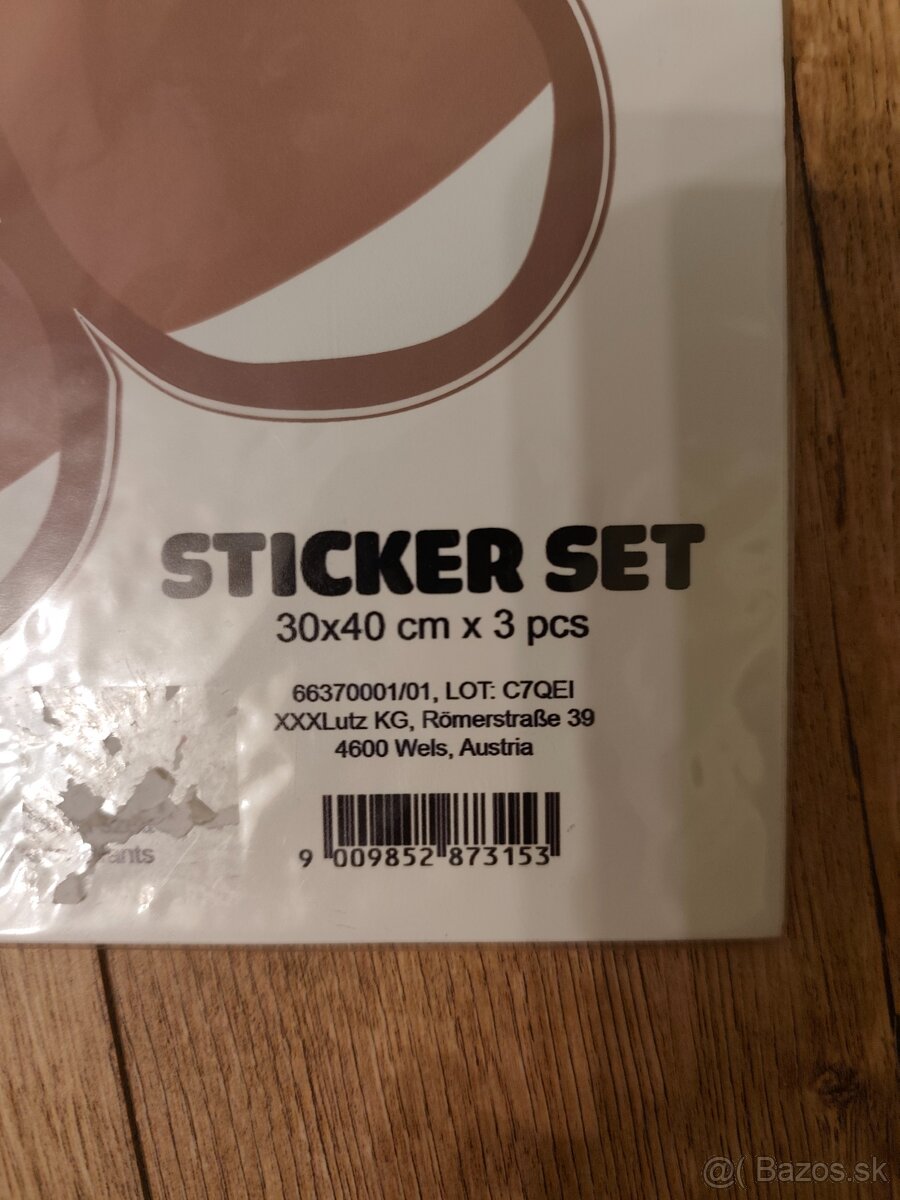 STICKER SET
30x40 cm x 3 pcs
66370001/01, LOT: C7QEI
XXXLutz KG, Römerstraße 39
4600 Wels, Austria
9 009852 873153
@( Bazos.sk